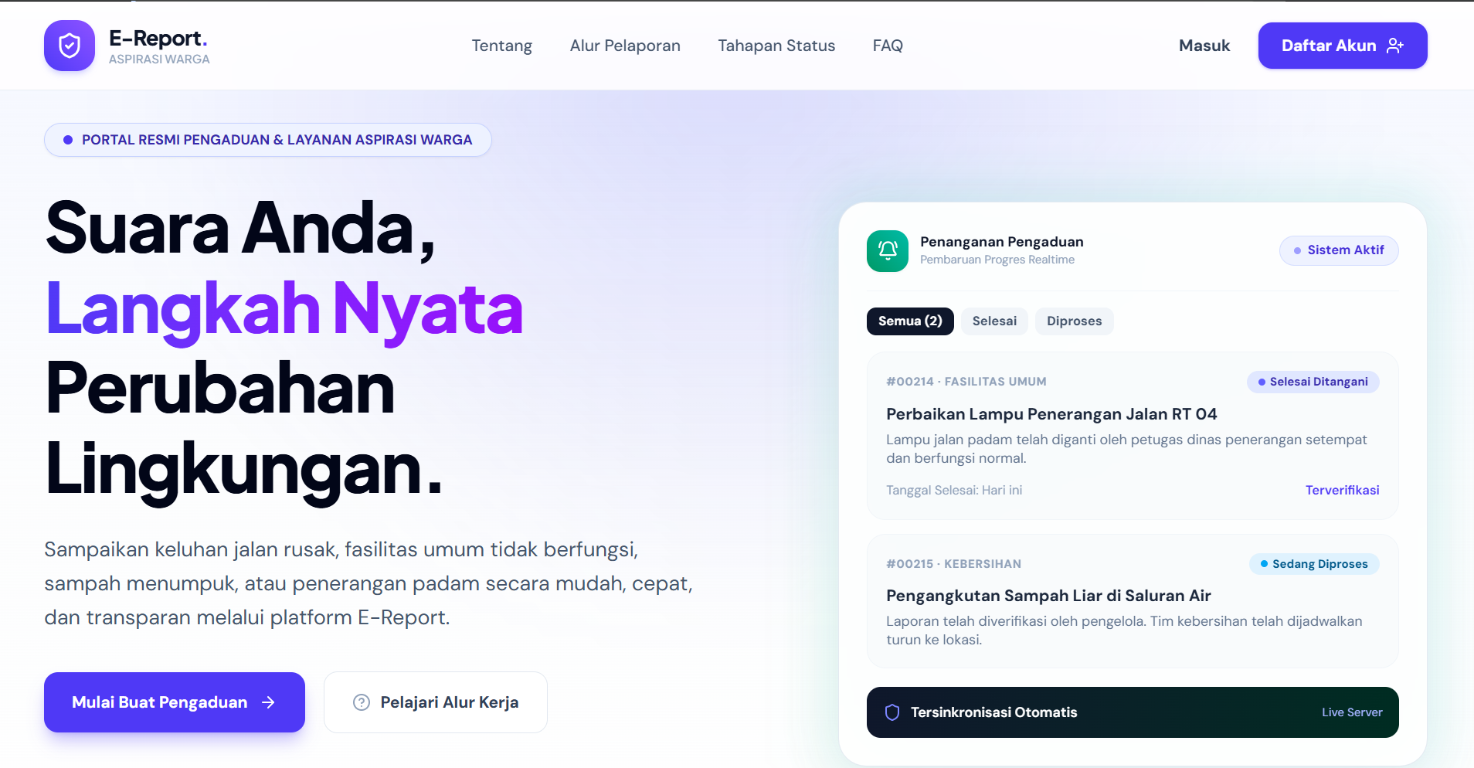 E-Report.
ASPIRASI WARGA
Tentang
Alur Pelaporan
Tahapan Status
FAQ
Masuk
Daftar Akun
PORTAL RESMI PENGADUAN & LAYANAN ASPIRASI WARGA
Suara Anda,
Langkah Nyata
Perubahan
Lingkungan.
Sampaikan keluhan jalan rusak, fasilitas umum tidak berfungsi,
sampah menumpuk, atau penerangan padam secara mudah, cepat,
dan transparan melalui platform E-Report.
Mulai Buat Pengaduan
Pelajari Alur Kerja
Penanganan Pengaduan
Pembaruan Progres Realtime
Sistem Aktif
Semua (2)
Selesai
Diproses
#00214 · FASILITAS UMUM
Selesai Ditangani
Perbaikan Lampu Penerangan Jalan RT 04
Lampu jalan padam telah diganti oleh petugas dinas penerangan setempat
dan berfungsi normal.
Tanggal Selesai: Hari ini
Terverifikasi
#00215 · KEBERSIHAN
Sedang Diproses
Pengangkutan Sampah Liar di Saluran Air
Laporan telah diverifikasi oleh pengelola. Tim kebersihan telah dijadwalkan
turun ke lokasi.
Tersinkronisasi Otomatis
Live Server